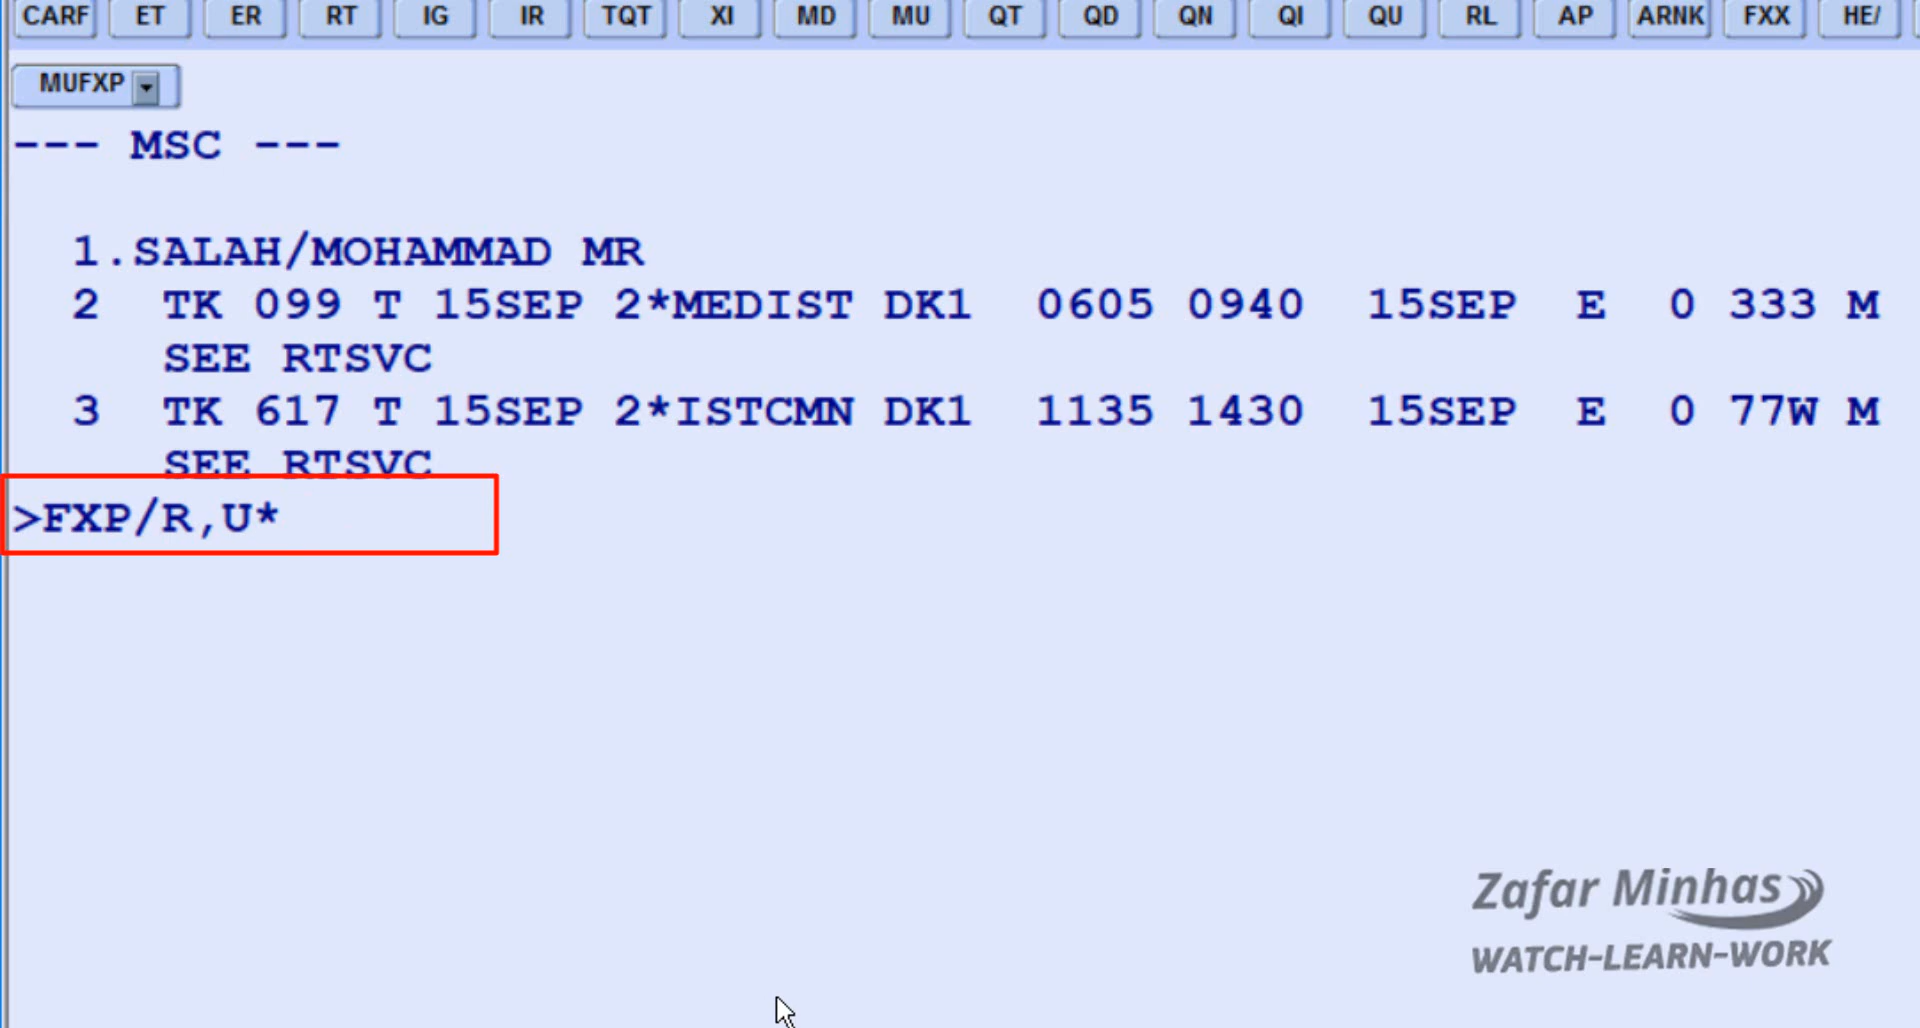 CARF ET ER RT IG IR TQT XI MD MU QT QD QN QI QU RL AP ARNK FXX HE/
MUFXP
--- MSC ---
1.SALAH/MOHAMMAD MR
2 TK 099 T 15SEP 2*MEDIST DK1 0605 0940 15SEP E 0 333 M
SEE RTSVC
3 TK 617 T 15SEP 2*ISTCMN DK1 1135 1430 15SEP E 0 77W M
SEE RTSVC
>FXP/R,U*
Zafar Minhas
WATCH-LEARN-WORK